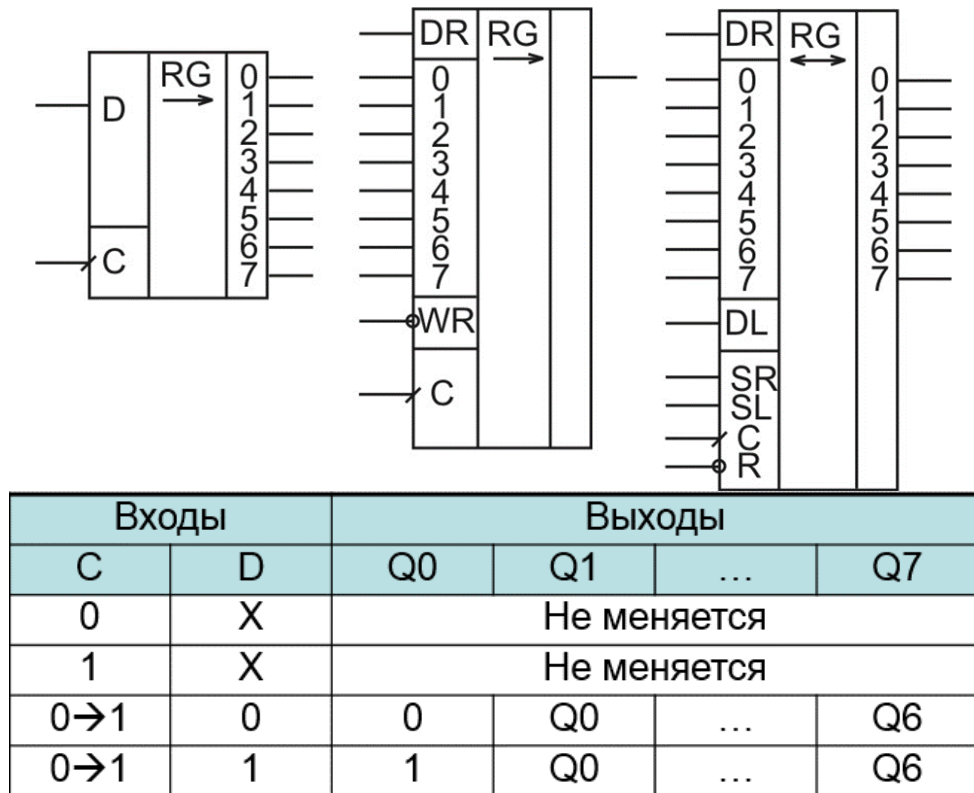 D
C
RG
0
1
2
3
4
5
6
7
DR
0
1
2
3
4
5
6
7
WR
C
RG
DR
0
1
2
3
4
5
6
7
DL
SR
SL
C
R
RG
0
1
2
3
4
5
6
7
Входы Выходы
C D Q0 Q1 ... Q7
0 X Не меняется
1 X Не меняется
0→1 0 0 Q0 ... Q6
0→1 1 1 Q0 ... Q6